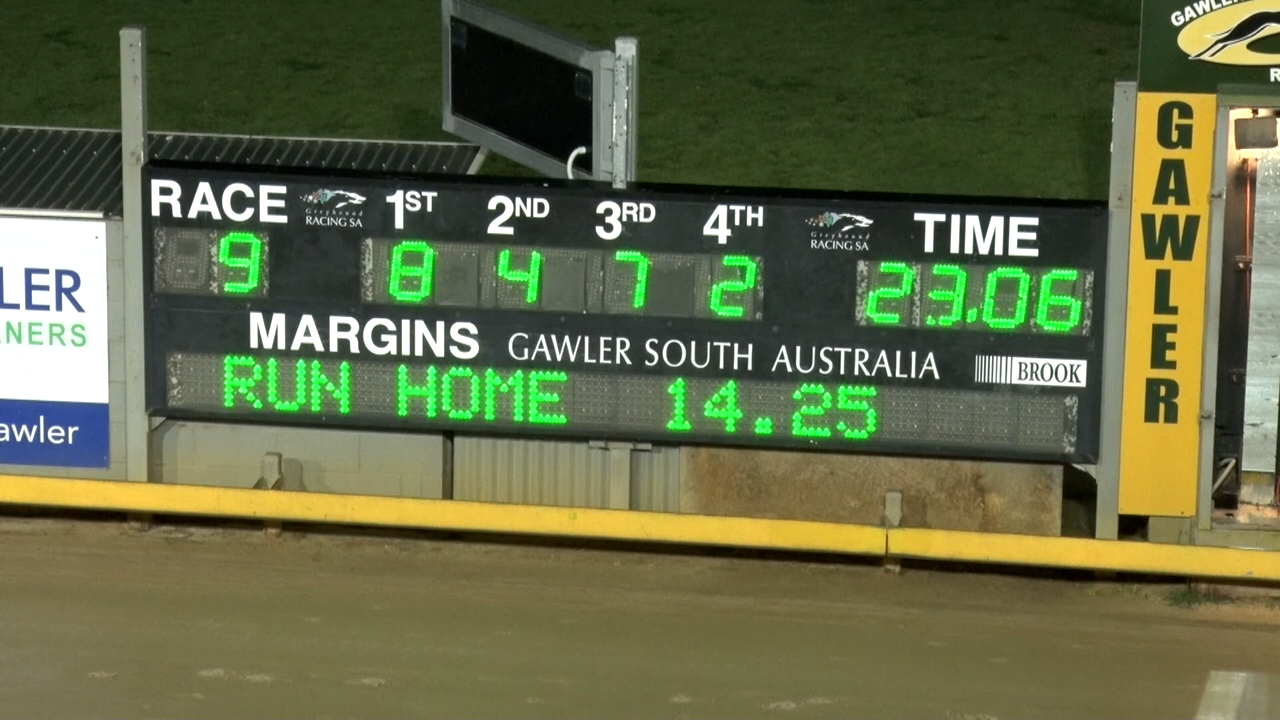 GAWLER
RACE
Greyhound
RACING SA
1ST
2ND
3RD
4TH
Greyhound
RACING SA
TIME
9
8
4
7
2
23.06
MARGINS
GAWLER SOUTH AUSTRALIA
BROOK
RUN HOME 14.25
LER
NERS
awler
GAWLER
R